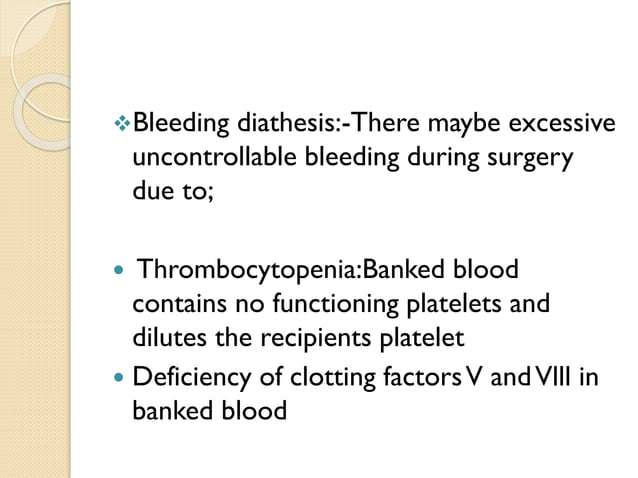 ❖Bleeding diathesis:-There maybe excessive
uncontrollable bleeding during surgery
due to;
• Thrombocytopenia:Banked blood
contains no functioning platelets and
dilutes the recipients platelet
• Deficiency of clotting factors V and Vlll in
banked blood